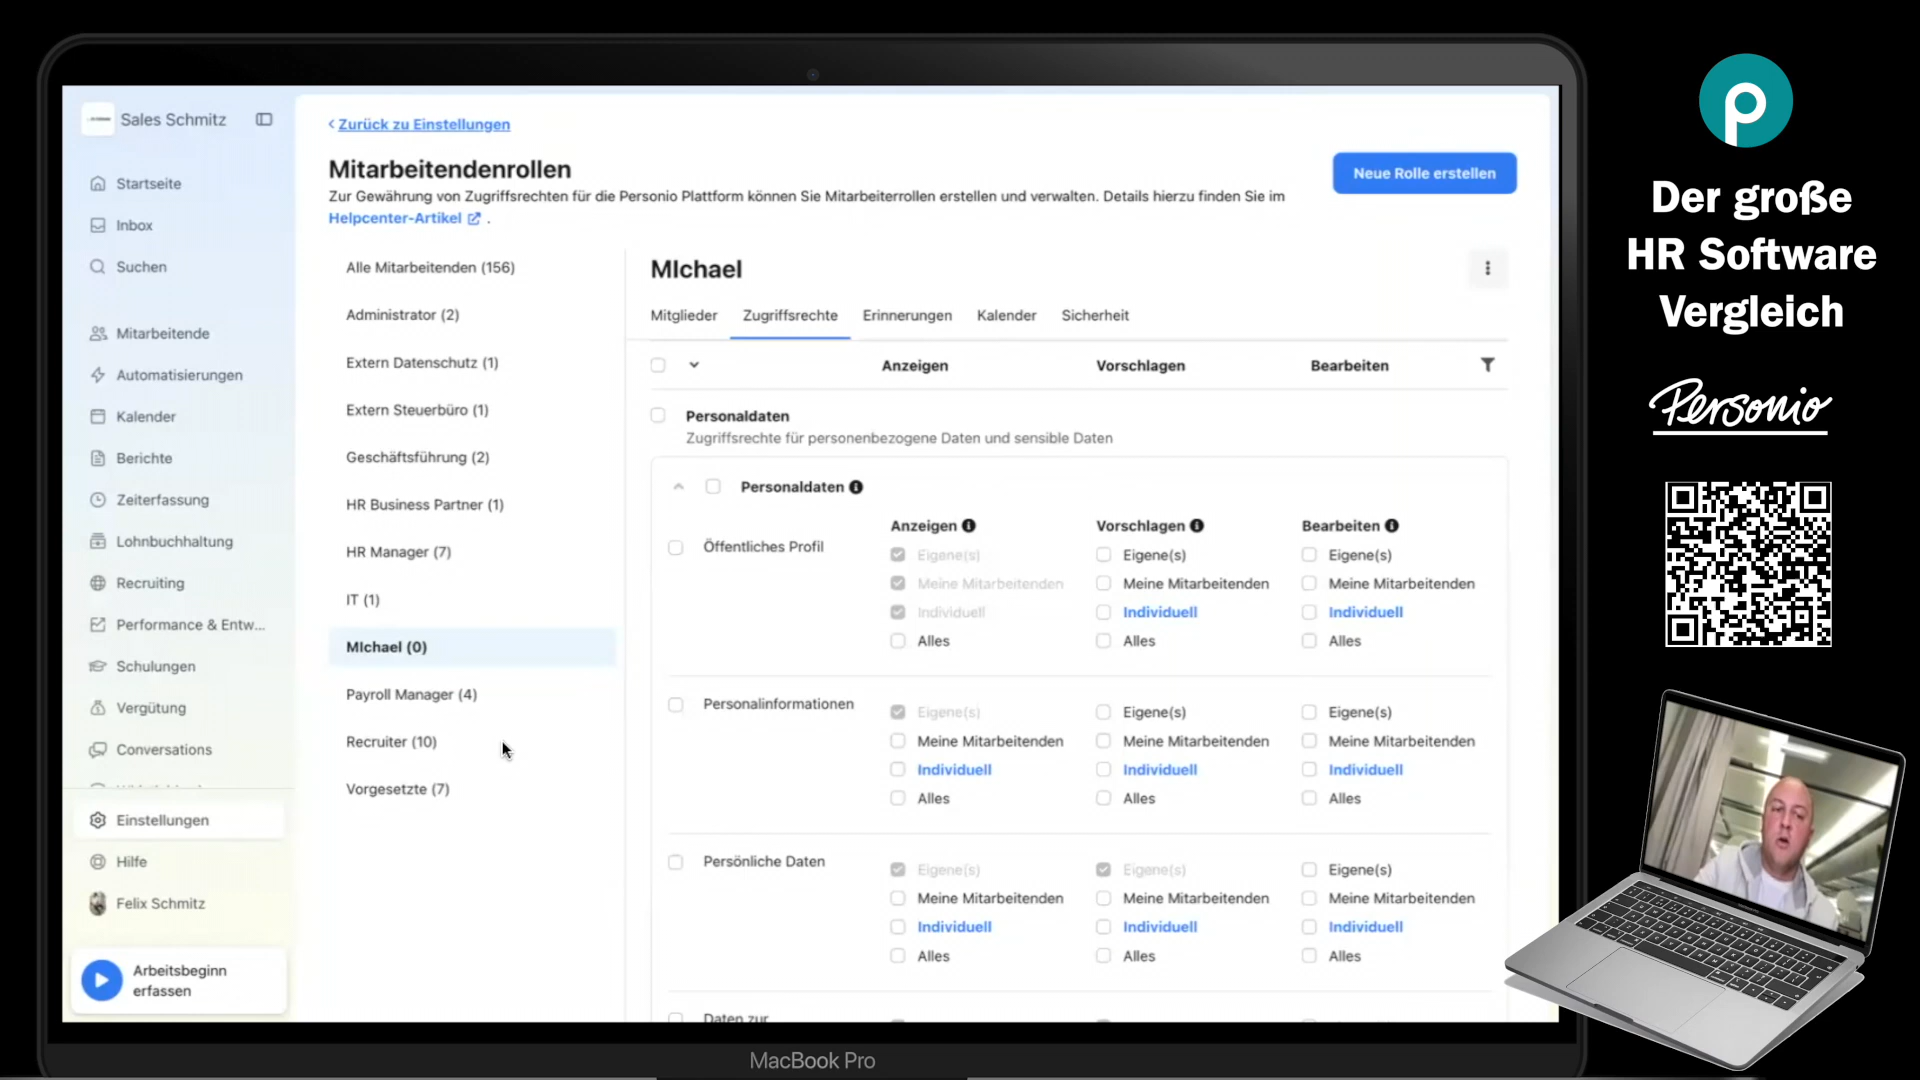 Sales Schmitz
Startseite
Inbox
Suchen
Mitarbeitende
Automatisierungen
Kalender
Berichte
Zeiterfassung
Lohnbuchhaltung
Recruiting
Performance & Entw...
Schulungen
Vergütung
Conversations
Einstellungen
Hilfe
Felix Schmitz
Arbeitsbeginn
erfassen
< Zurück zu Einstellungen
Mitarbeitendenrollen
Zur Gewährung von Zugriffsrechten für die Personio Plattform können Sie Mitarbeiterrollen erstellen und verwalten. Details hierzu finden Sie im
Helpcenter-Artikel .
Neue Rolle erstellen
Alle Mitarbeitenden (156)
Administrator (2)
Extern Datenschutz (1)
Extern Steuerbüro (1)
Geschäftsführung (2)
HR Business Partner (1)
HR Manager (7)
IT (1)
MIchael (0)
Payroll Manager (4)
Recruiter (10)
Vorgesetzte (7)
MIchael
Mitglieder Zugriffsrechte Erinnerungen Kalender Sicherheit
Anzeigen Vorschlagen Bearbeiten
Personaldaten
Zugriffsrechte für personenbezogene Daten und sensible Daten
Personaldaten
Anzeigen Vorschlagen Bearbeiten
Öffentliches Profil
Eigene(s) Eigene(s) Eigene(s)
Meine Mitarbeitenden Meine Mitarbeitenden Meine Mitarbeitenden
Individuell Individuell Individuell
Alles Alles Alles
Personalinformationen
Eigene(s) Eigene(s) Eigene(s)
Meine Mitarbeitenden Meine Mitarbeitenden Meine Mitarbeitenden
Individuell Individuell Individuell
Alles Alles Alles
Persönliche Daten
Eigene(s) Eigene(s) Eigene(s)
Meine Mitarbeitenden Meine Mitarbeitenden Meine Mitarbeitenden
Individuell Individuell Individuell
Alles Alles Alles
Daten zur
MacBook Pro
p
Der große
HR Software
Vergleich
Personio